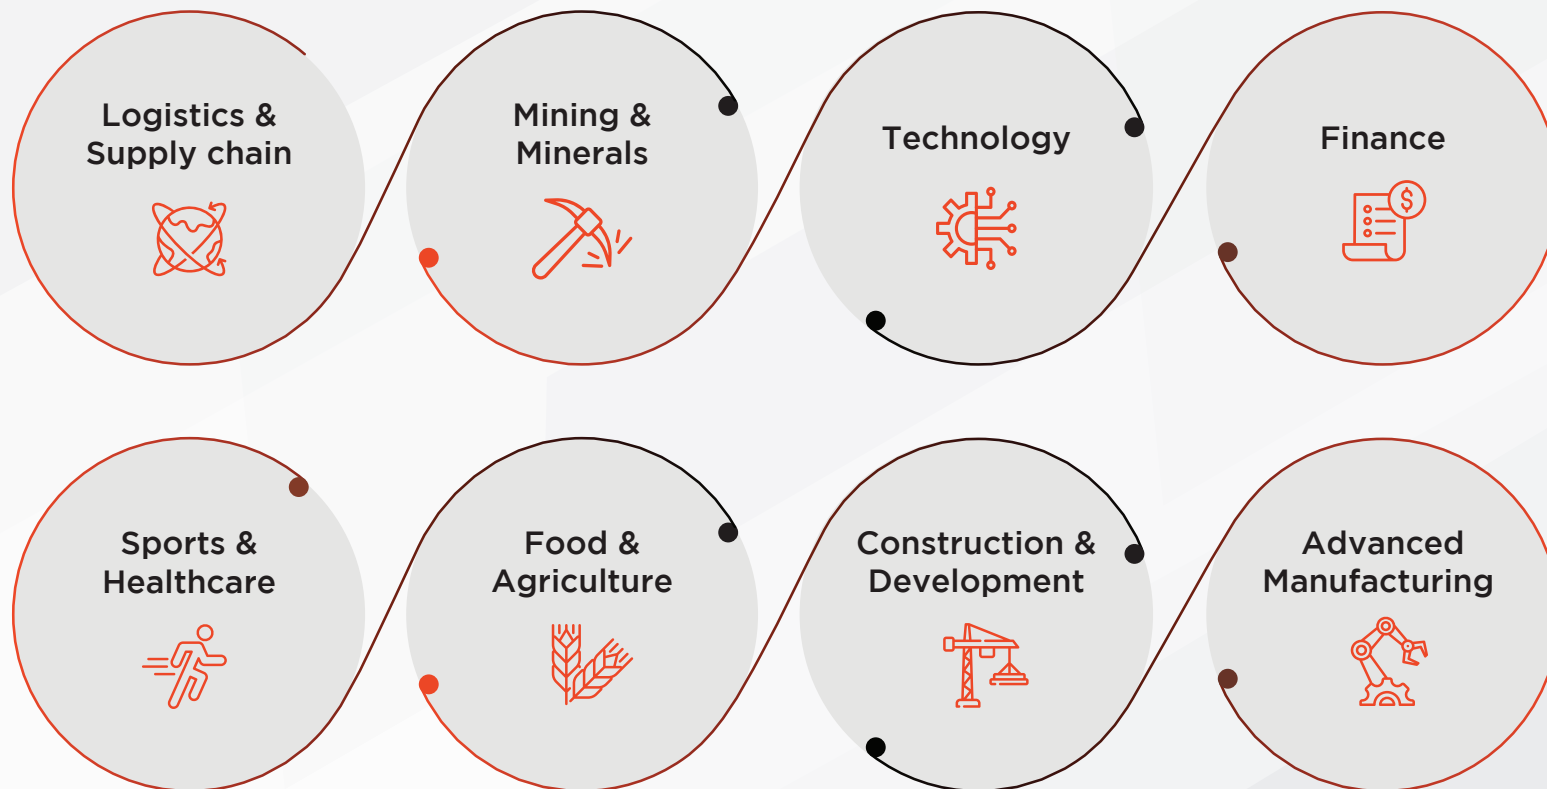 Logistics &
Supply chain
Mining &
Minerals
Technology
Finance
$
Sports &
Healthcare
Food &
Agriculture
Construction &
Development
Advanced
Manufacturing